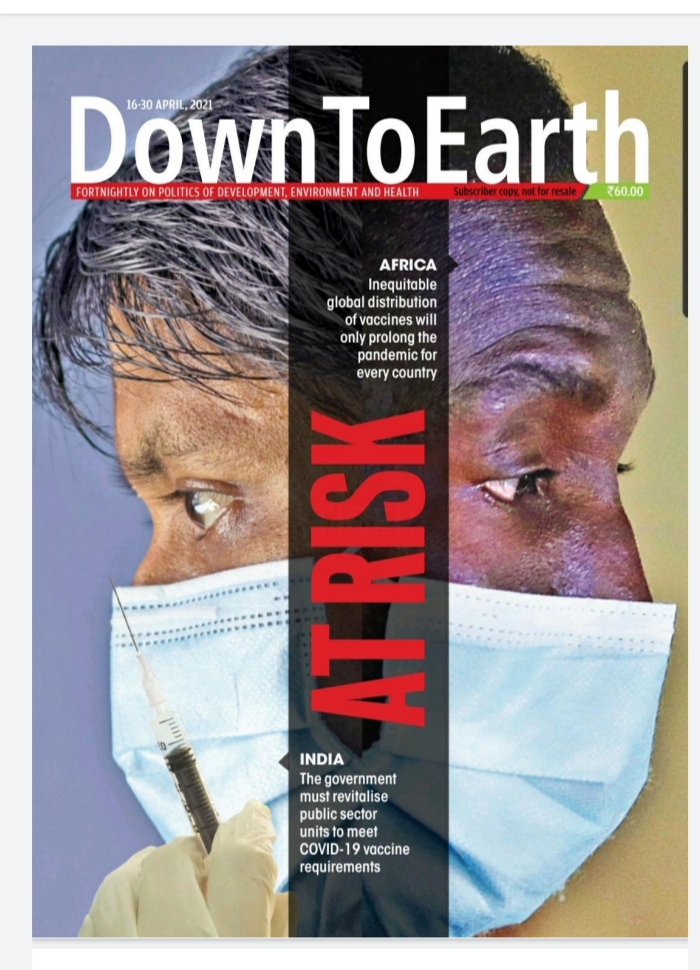 16-30 APRIL, 2021
DownToEarth
FORTNIGHTLY ON POLITICS OF DEVELOPMENT, ENVIRONMENT AND HEALTH
Subscriber copy, not for resale
₹60.00
AFRICA
Inequitable
global distribution
of vaccines will
only prolong the
pandemic for
every country
AT RISK
INDIA
The government
must revitalise
public sector
units to meet
COVID-19 vaccine
requirements